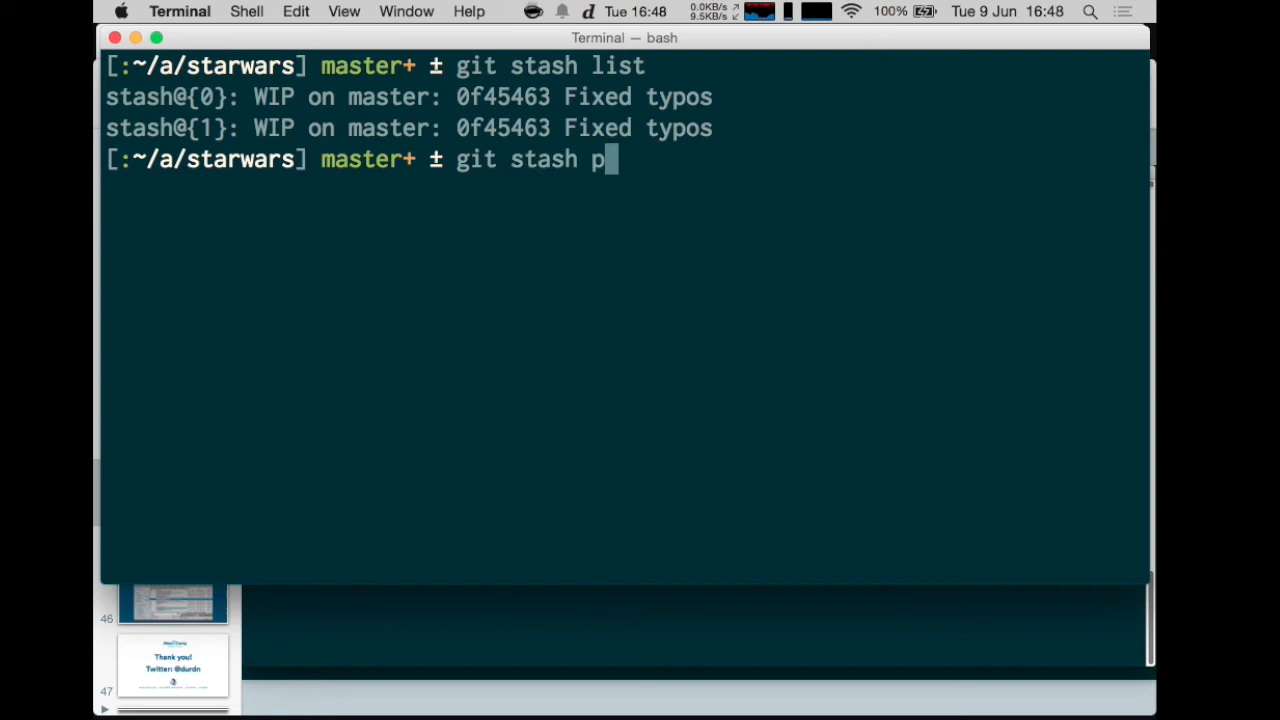 Terminal Shell Edit View Window Help d Tue 16:48 0.0KB/s 9.5KB/s 100% Tue 9 Jun 16:48
Terminal — bash
[:~/a/starwars] master+ ± git stash list
stash@{0}: WIP on master: 0f45463 Fixed typos
stash@{1}: WIP on master: 0f45463 Fixed typos
[:~/a/starwars] master+ ± git stash p
46
Thank you!
Twitter: @durdn
47